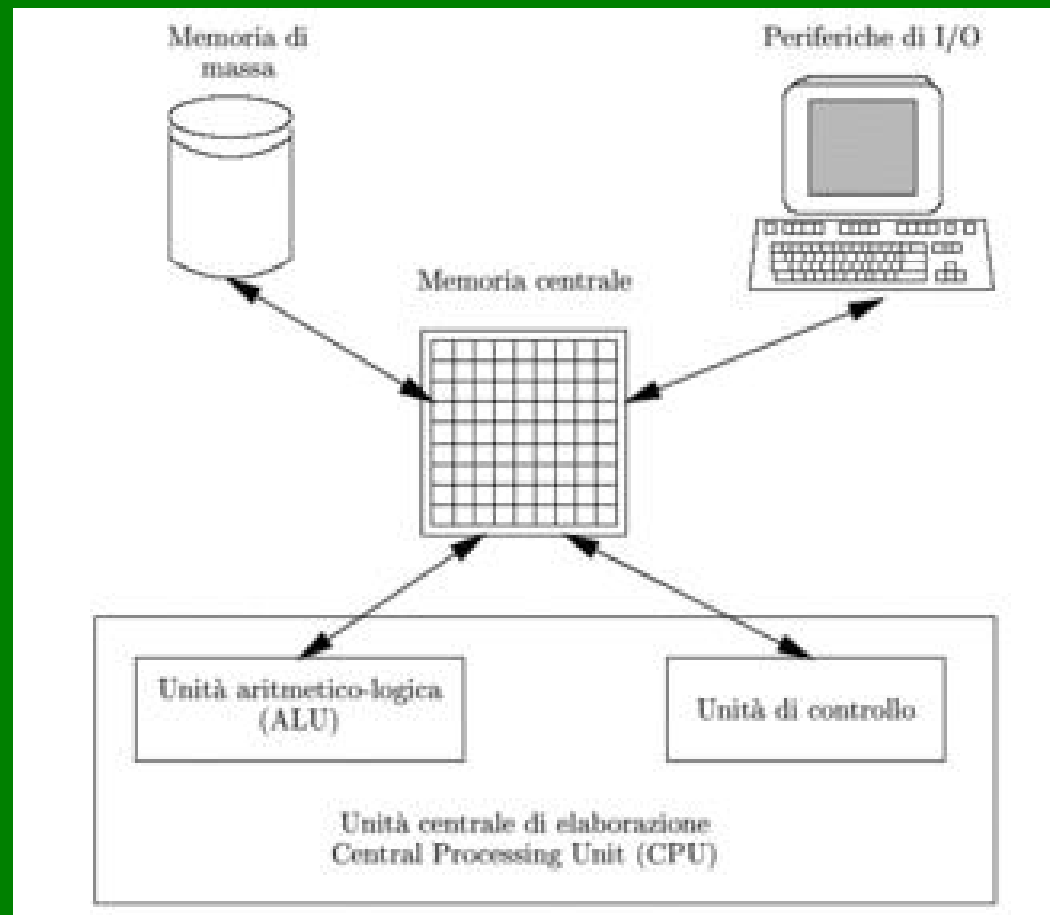 Memoria di
massa
Periferiche di I/O
Memoria centrale
Unità aritmetico-logica
(ALU)
Unità di controllo
Unità centrale di elaborazione
Central Processing Unit (CPU)